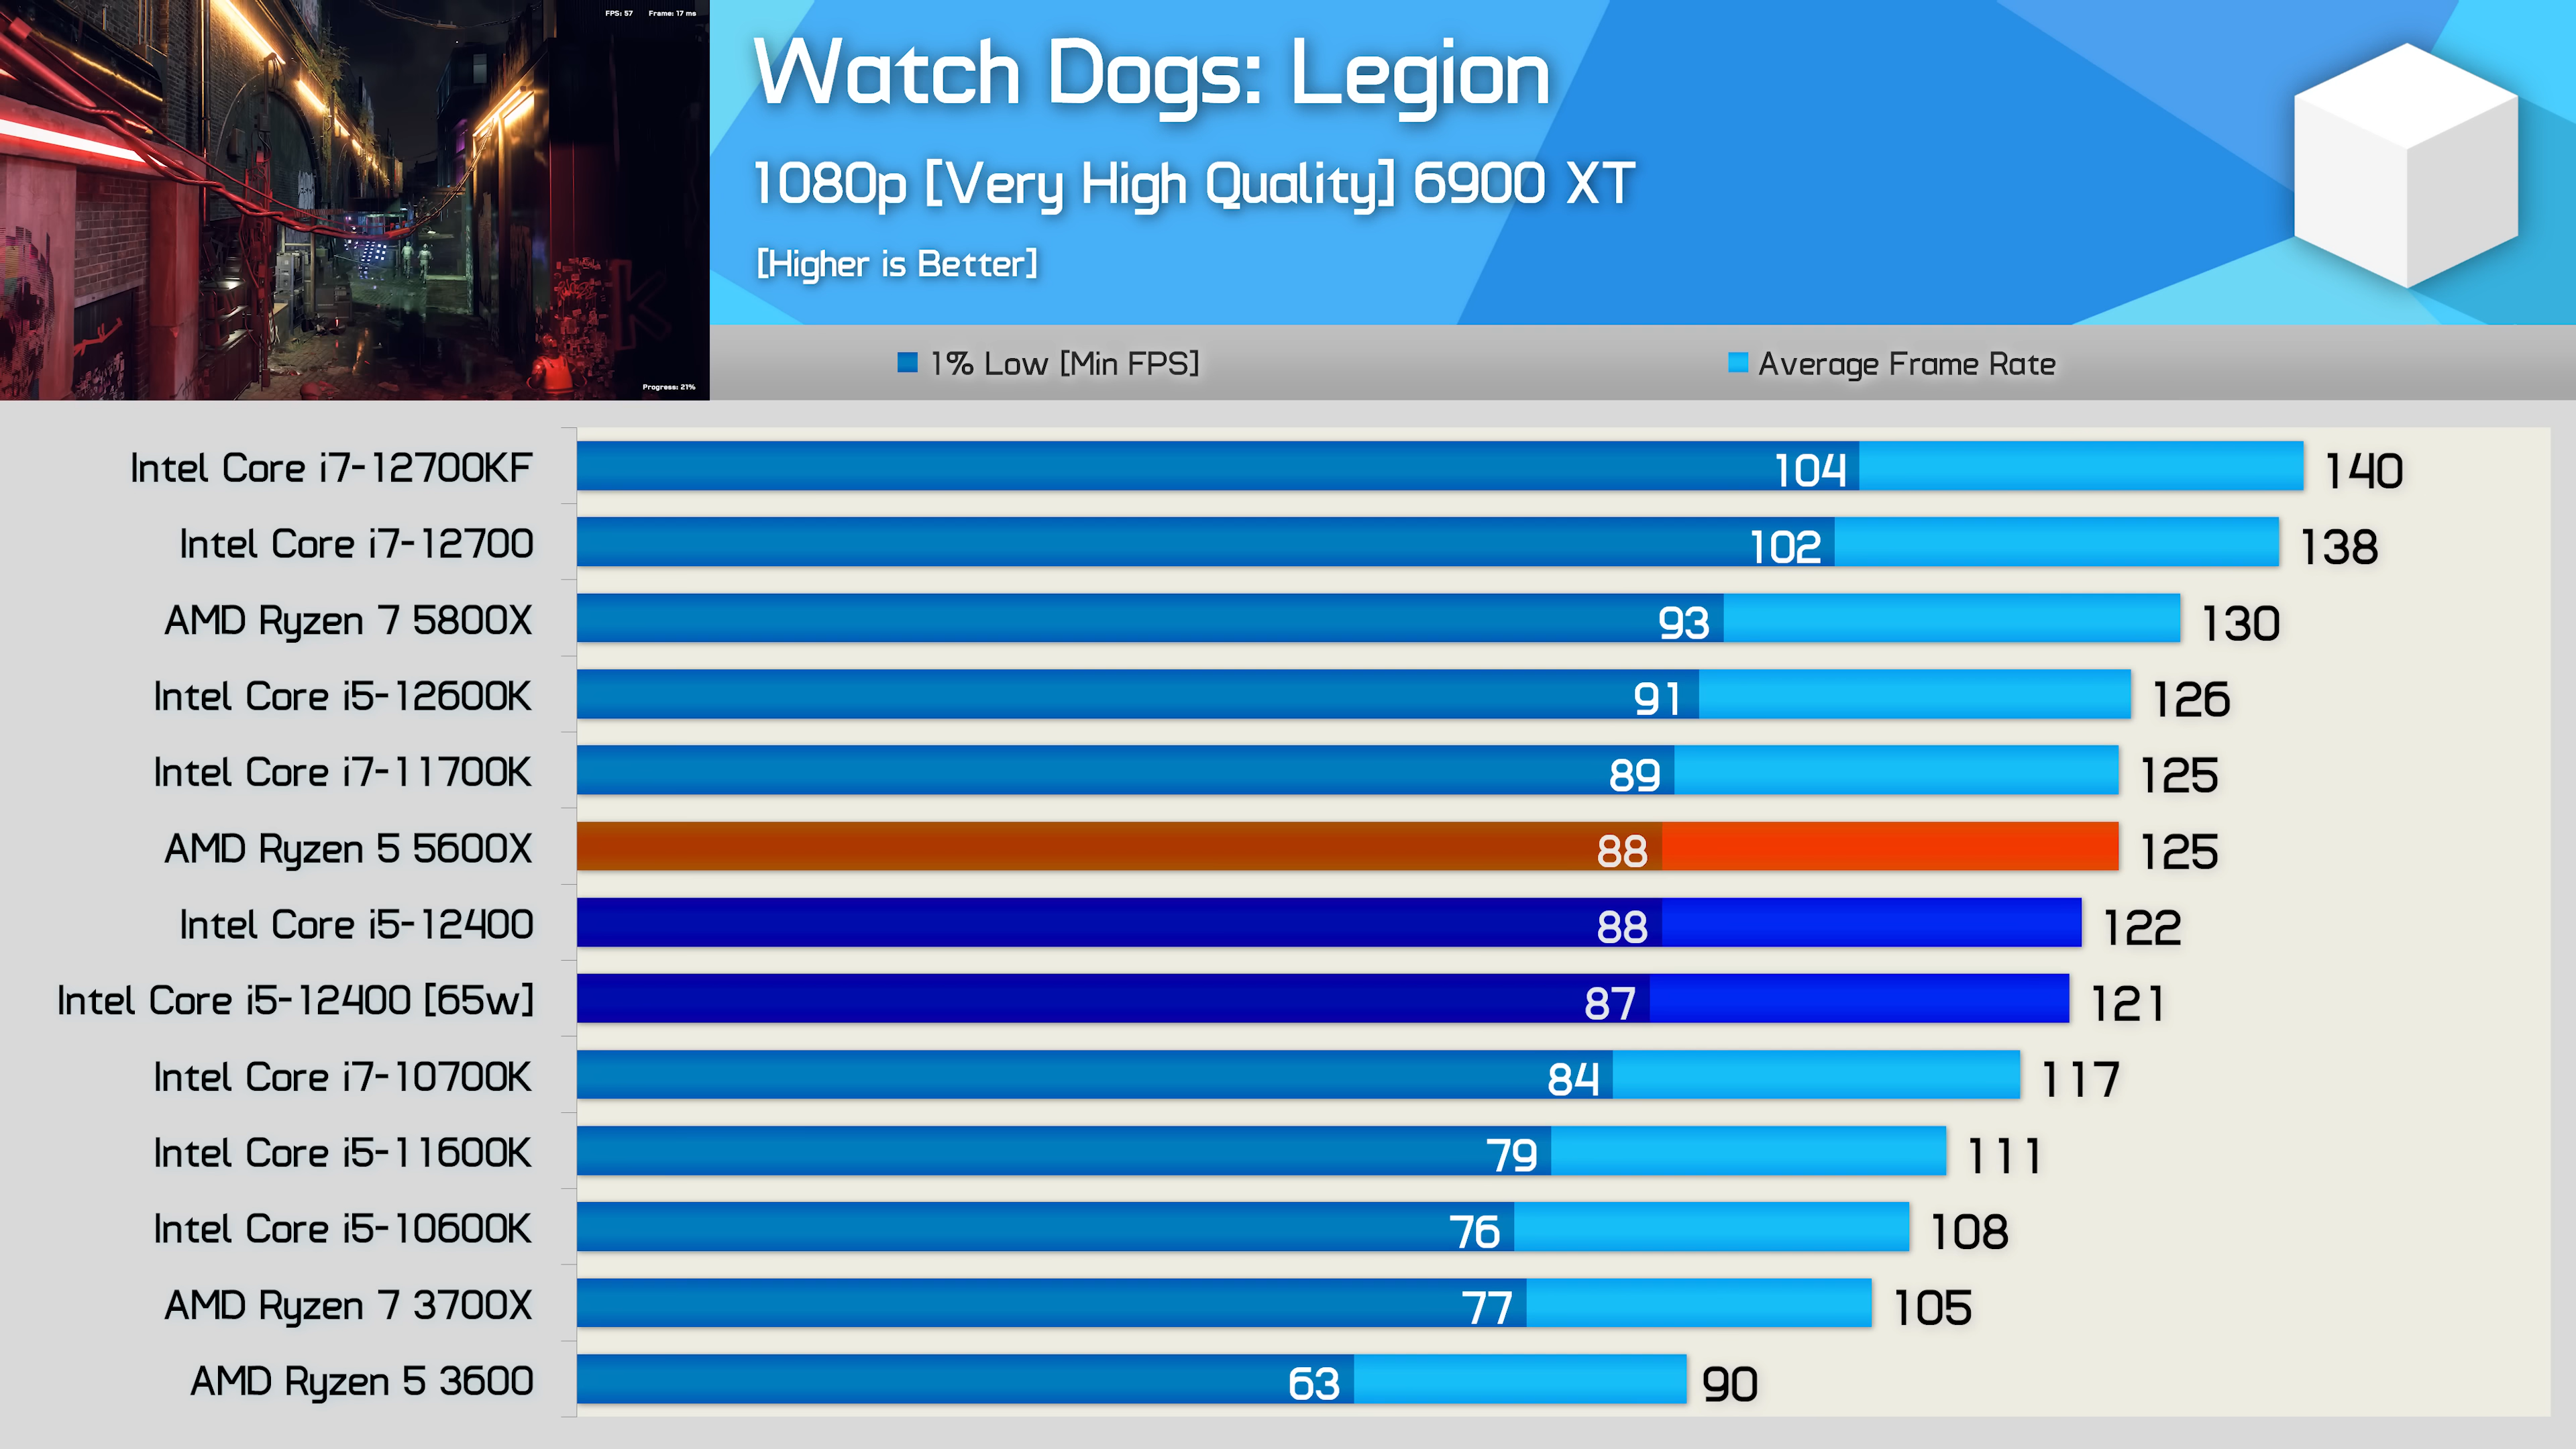 FPS: 57 Frame: 17 ms
Progress: 21%
Watch Dogs: Legion
1080p [Very High Quality] 6900 XT
[Higher is Better]
1% Low [Min FPS] Average Frame Rate
Intel Core i7-12700KF 104 140
Intel Core i7-12700 102 138
AMD Ryzen 7 5800X 93 130
Intel Core i5-12600K 91 126
Intel Core i7-11700K 89 125
AMD Ryzen 5 5600X 88 125
Intel Core i5-12400 88 122
Intel Core i5-12400 [65w] 87 121
Intel Core i7-10700K 84 117
Intel Core i5-11600K 79 111
Intel Core i5-10600K 76 108
AMD Ryzen 7 3700X 77 105
AMD Ryzen 5 3600 63 90